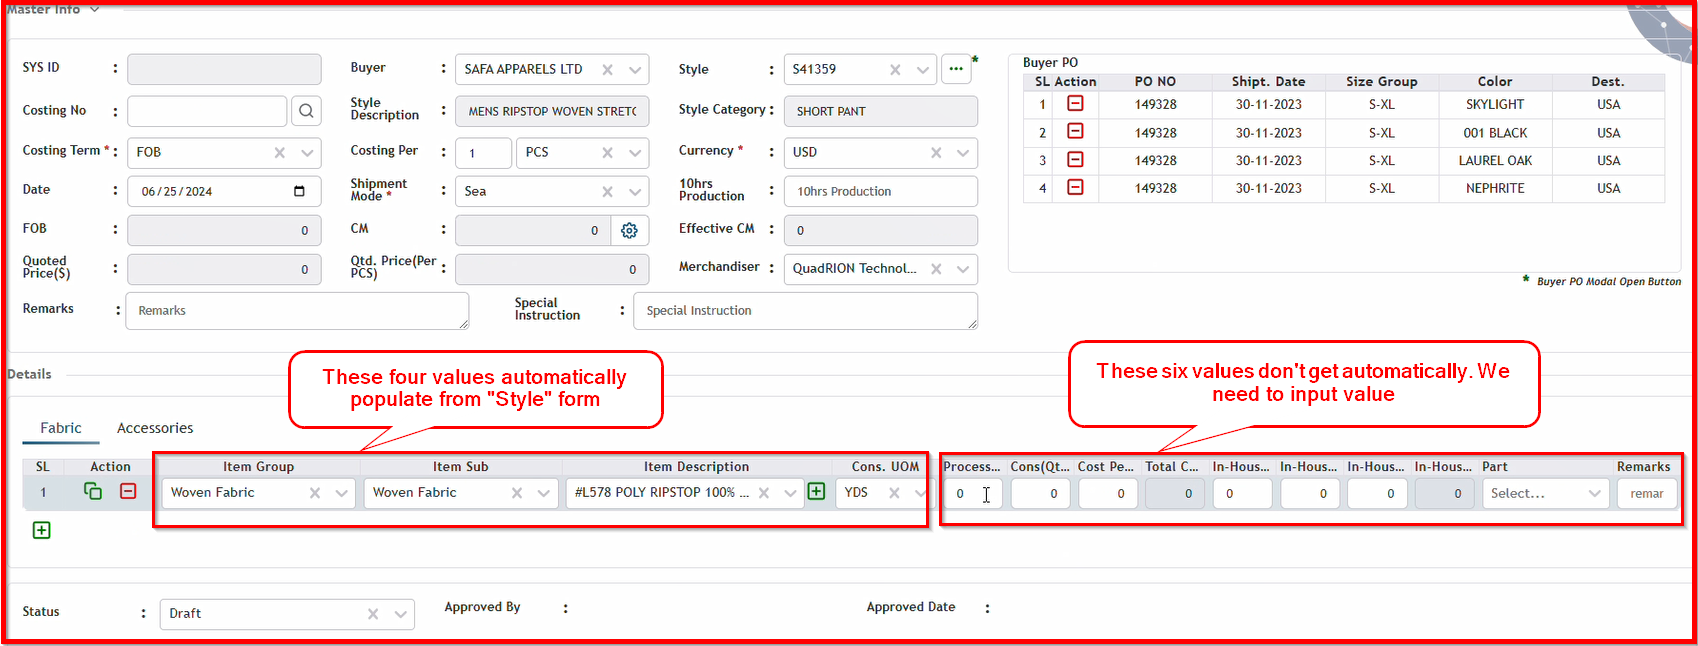 Master Info
SYS ID :
Buyer : SAFA APPARELS LTD
Style : S41359 ... *
Costing No :
Style Description : MENS RIPSTOP WOVEN STRETC
Style Category : SHORT PANT
Costing Term * : FOB
Costing Per : 1 PCS
Currency * : USD
Date : 06/25/2024
Shipment Mode * : Sea
10hrs Production : 10hrs Production
FOB : 0
CM : 0
Effective CM : 0
Quoted Price($) : 0
Qtd. Price(Per PCS) : 0
Merchandiser : QuadRION Technol...
Remarks : Remarks
Special Instruction : Special Instruction
Buyer PO
SL Action PO NO Shipt. Date Size Group Color Dest.
1 149328 30-11-2023 S-XL SKYLIGHT USA
2 149328 30-11-2023 S-XL 001 BLACK USA
3 149328 30-11-2023 S-XL LAUREL OAK USA
4 149328 30-11-2023 S-XL NEPHRITE USA
* Buyer PO Modal Open Button
Details
These four values automatically
populate from "Style" form
These six values don't get automatically. We
need to input value
Fabric Accessories
SL Action Item Group Item Sub Item Description Cons. UOM Process... Cons(Qt... Cost Pe... Total C... In-Hous... In-Hous... In-Hous... In-Hous... Part Remarks
1 Woven Fabric Woven Fabric #L578 POLY RIPSTOP 100% ... YDS 0 0 0 0 0 0 0 0 Select... remar
Status : Draft
Approved By :
Approved Date :